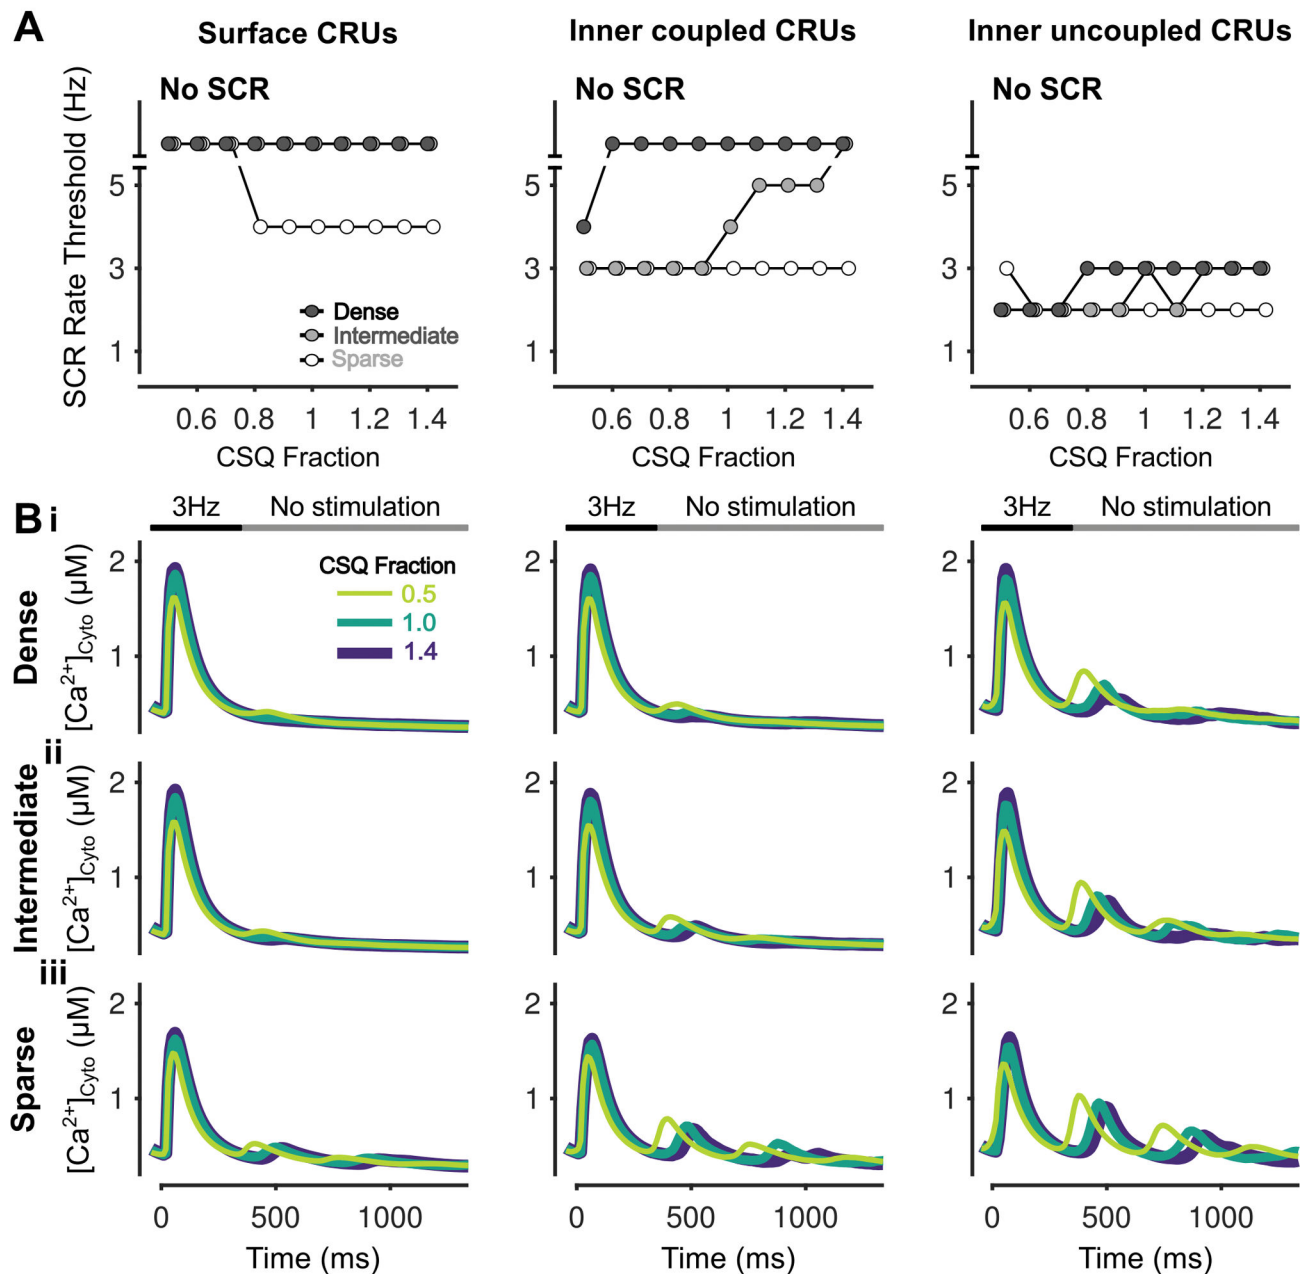 A
Surface CRUs
Inner coupled CRUs
Inner uncoupled CRUs
No SCR
No SCR
No SCR
SCR Rate Threshold (Hz)
5
3
1
5
3
1
5
3
1
Dense
Intermediate
Sparse
0.6 0.8 1 1.2 1.4
0.6 0.8 1 1.2 1.4
0.6 0.8 1 1.2 1.4
CSQ Fraction
CSQ Fraction
CSQ Fraction
B i
3Hz No stimulation
3Hz No stimulation
3Hz No stimulation
Dense
[Ca²⁺]Cyto (µM)
2
1
2
1
2
1
CSQ Fraction
0.5
1.0
1.4
ii
Intermediate
[Ca²⁺]Cyto (µM)
2
1
2
1
2
1
iii
Sparse
[Ca²⁺]Cyto (µM)
2
1
2
1
2
1
0 500 1000
0 500 1000
0 500 1000
Time (ms)
Time (ms)
Time (ms)